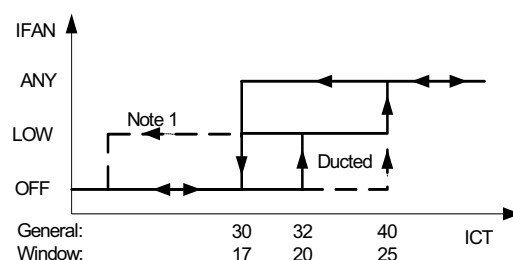 IFAN
ANY
Note 1
LOW
Ducted
OFF
General: 30 32 40 ICT
Window: 17 20 25